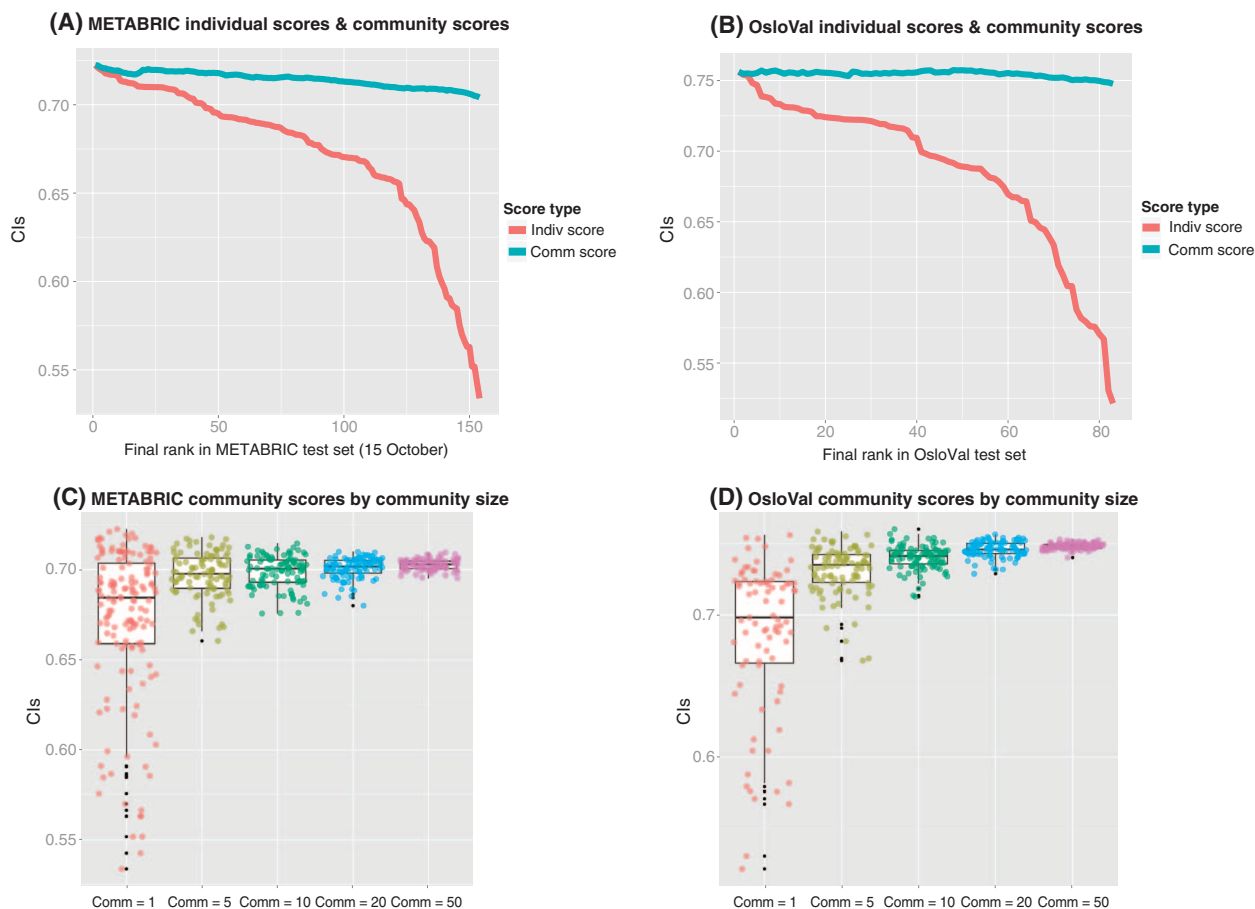 (A) METABRIC individual scores & community scores
0.70
0.65
0.60
0.55
CIs
0 50 100 150
Final rank in METABRIC test set (15 October)
Score type
Indiv score
Comm score
(B) OsloVal individual scores & community scores
0.75
0.70
0.65
0.60
0.55
CIs
0 20 40 60 80
Final rank in OsloVal test set
Score type
Indiv score
Comm score
(C) METABRIC community scores by community size
0.70
0.65
0.60
0.55
CIs
Comm = 1 Comm = 5 Comm = 10 Comm = 20 Comm = 50
(D) OsloVal community scores by community size
0.7
0.6
CIs
Comm = 1 Comm = 5 Comm = 10 Comm = 20 Comm = 50